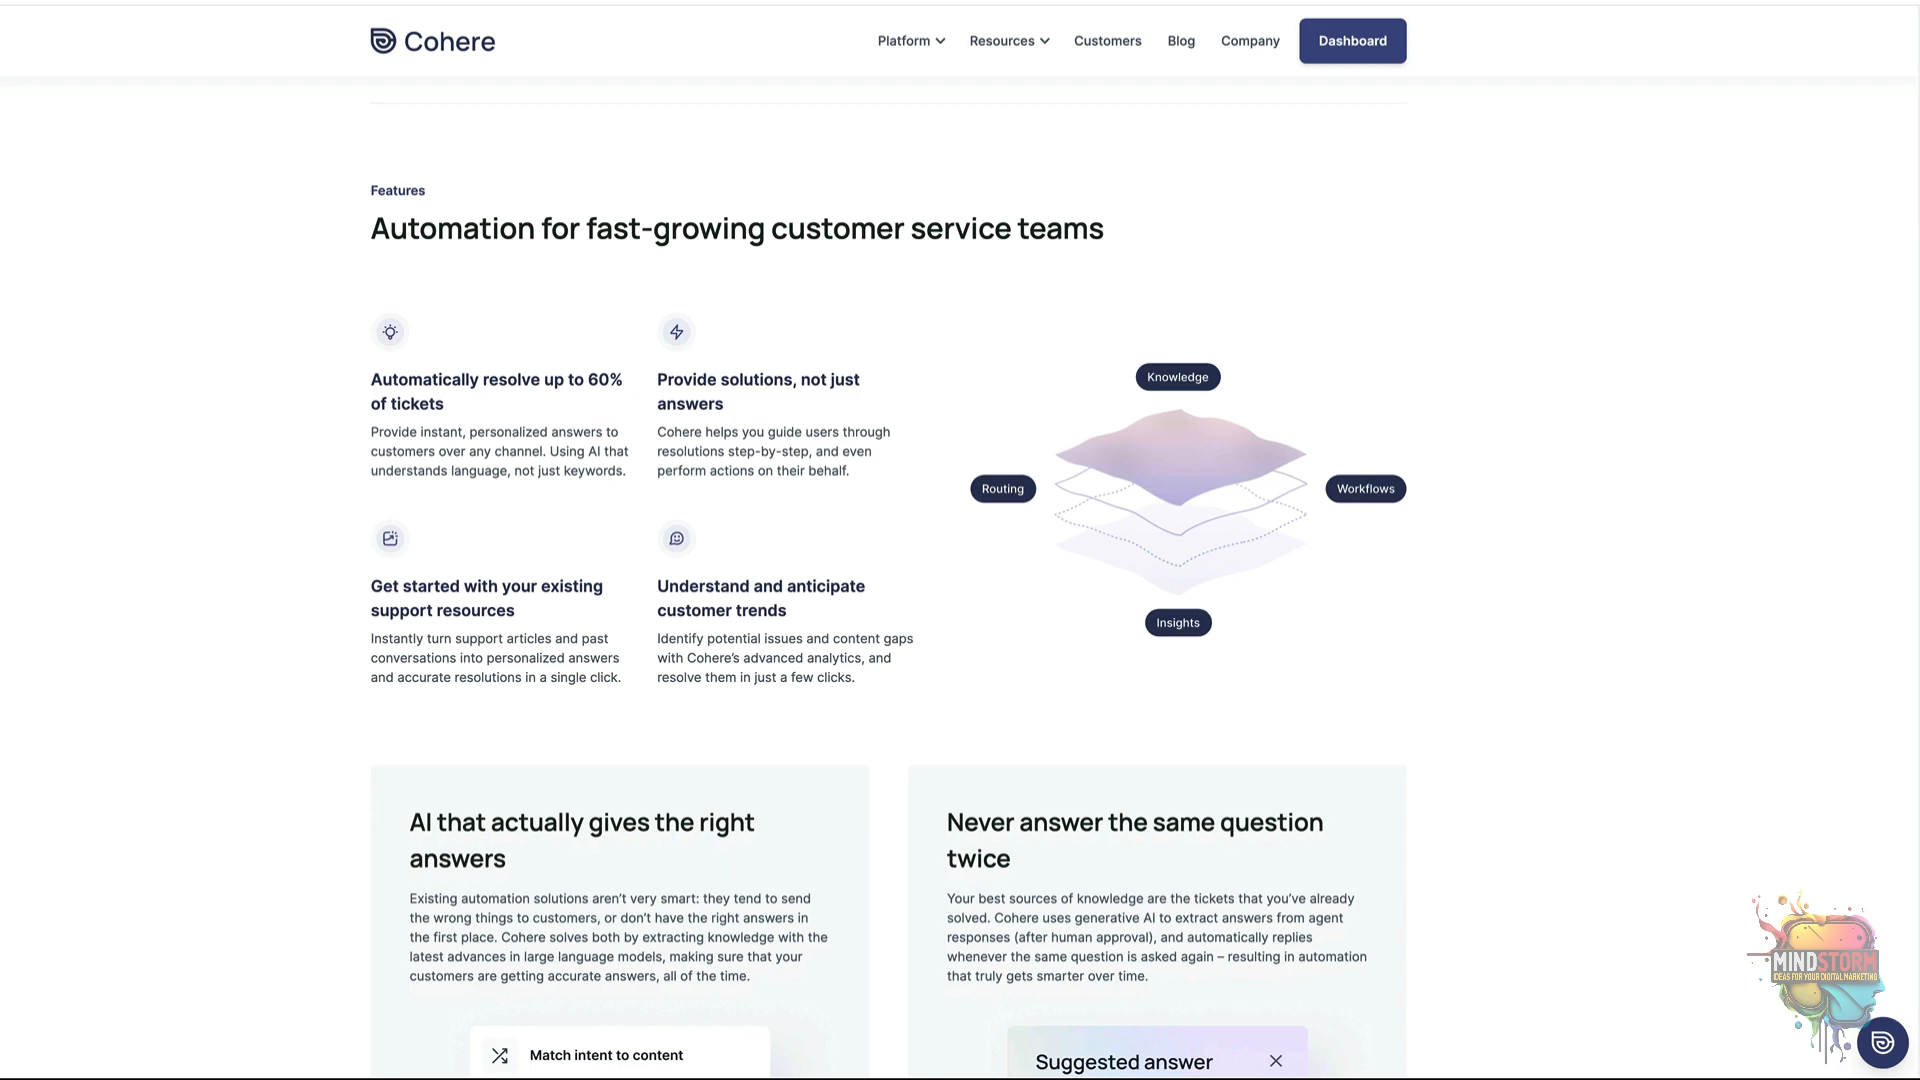 Cohere
Platform
Resources
Customers
Blog
Company
Dashboard
Features
Automation for fast-growing customer service teams
Automatically resolve up to 60%
of tickets
Provide instant, personalized answers to
customers over any channel. Using AI that
understands language, not just keywords.
Provide solutions, not just
answers
Cohere helps you guide users through
resolutions step-by-step, and even
perform actions on their behalf.
Get started with your existing
support resources
Instantly turn support articles and past
conversations into personalized answers
and accurate resolutions in a single click.
Understand and anticipate
customer trends
Identify potential issues and content gaps
with Cohere’s advanced analytics, and
resolve them in just a few clicks.
Knowledge
Routing
Workflows
Insights
AI that actually gives the right
answers
Existing automation solutions aren’t very smart: they tend to send
the wrong things to customers, or don’t have the right answers in
the first place. Cohere solves both by extracting knowledge with the
latest advances in large language models, making sure that your
customers are getting accurate answers, all of the time.
Match intent to content
Never answer the same question
twice
Your best sources of knowledge are the tickets that you’ve already
solved. Cohere uses generative AI to extract answers from agent
responses (after human approval), and automatically replies
whenever the same question is asked again – resulting in automation
that truly gets smarter over time.
Suggested answer
MINDSTORM
IDEAS FOR YOUR DIGITAL MARKETING